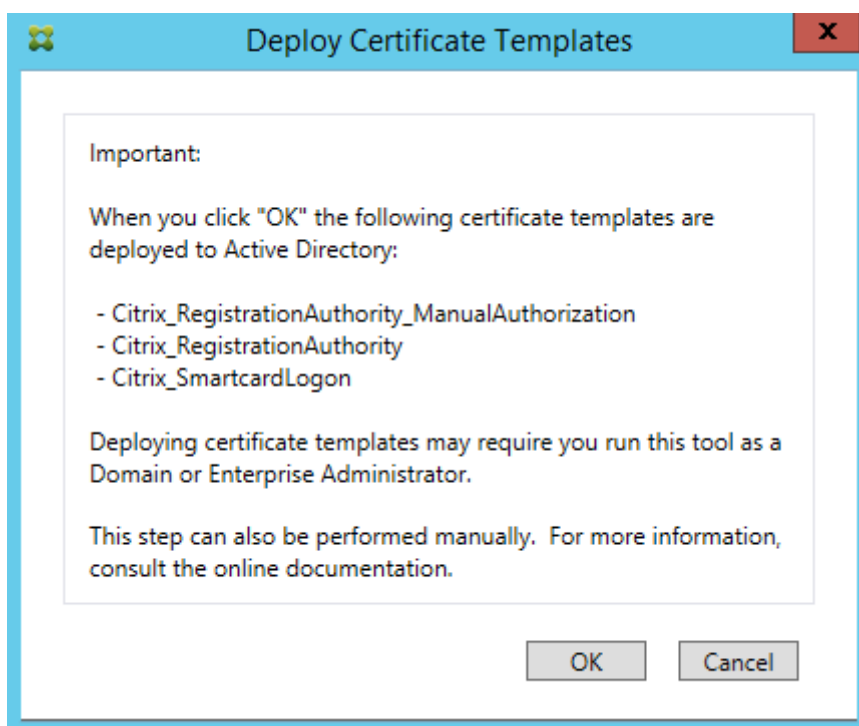 Deploy Certificate Templates
x
Important:
When you click "OK" the following certificate templates are
deployed to Active Directory:
- Citrix_RegistrationAuthority_ManualAuthorization
- Citrix_RegistrationAuthority
- Citrix_SmartcardLogon
Deploying certificate templates may require you run this tool as a
Domain or Enterprise Administrator.
This step can also be performed manually.  For more information,
consult the online documentation.
OK
Cancel